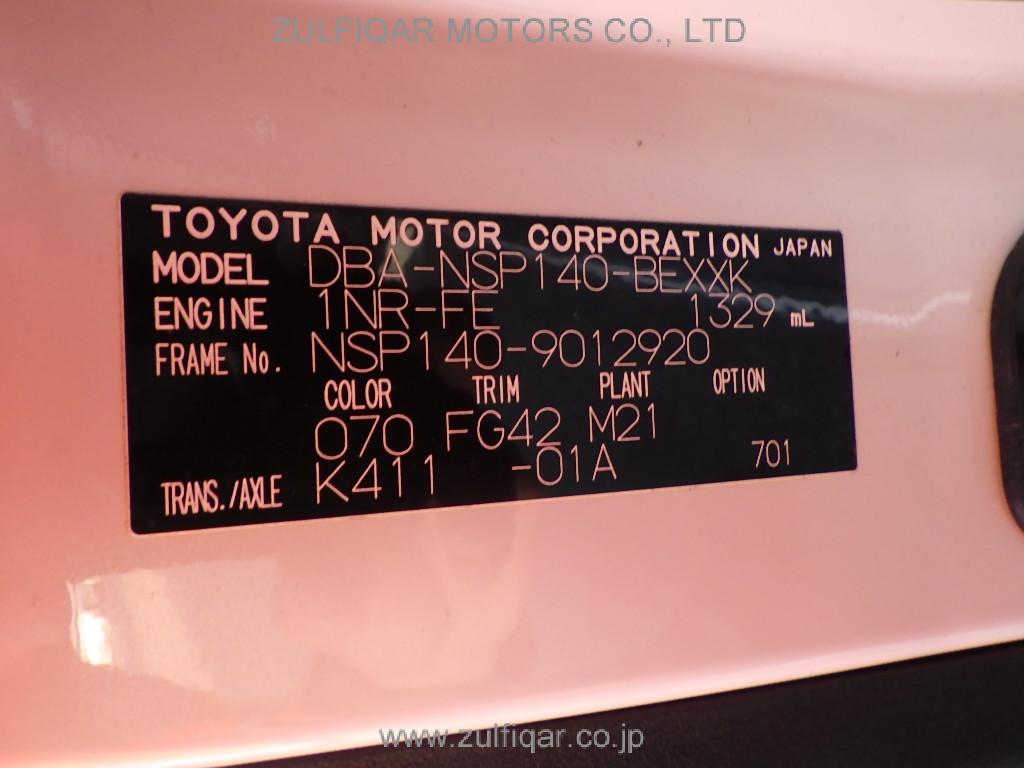 ZULFIQAR MOTORS CO., LTD
TOYOTA MOTOR CORPORATION JAPAN
MODEL DBA-NSP140-BEXXK
ENGINE 1NR-FE 1329 mL
FRAME No. NSP140-9012920
COLOR TRIM PLANT OPTION
070 FG42 M21
TRANS./AXLE K411 -01A 701
www.zulfiqar.co.jp